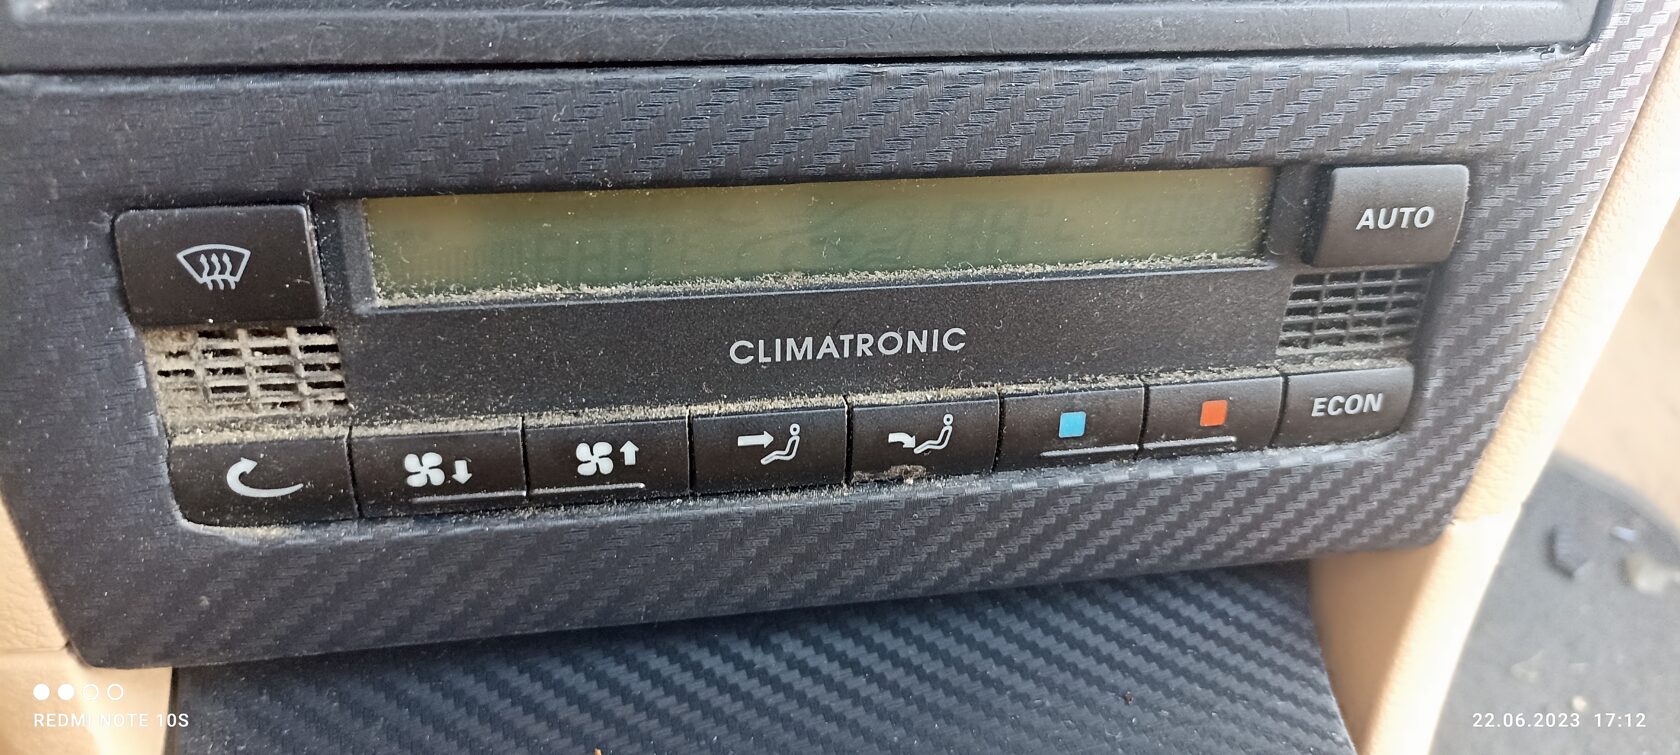 AUTO
CLIMATRONIC
ECON
REDMI NOTE 10S
22.06.2023 17:12